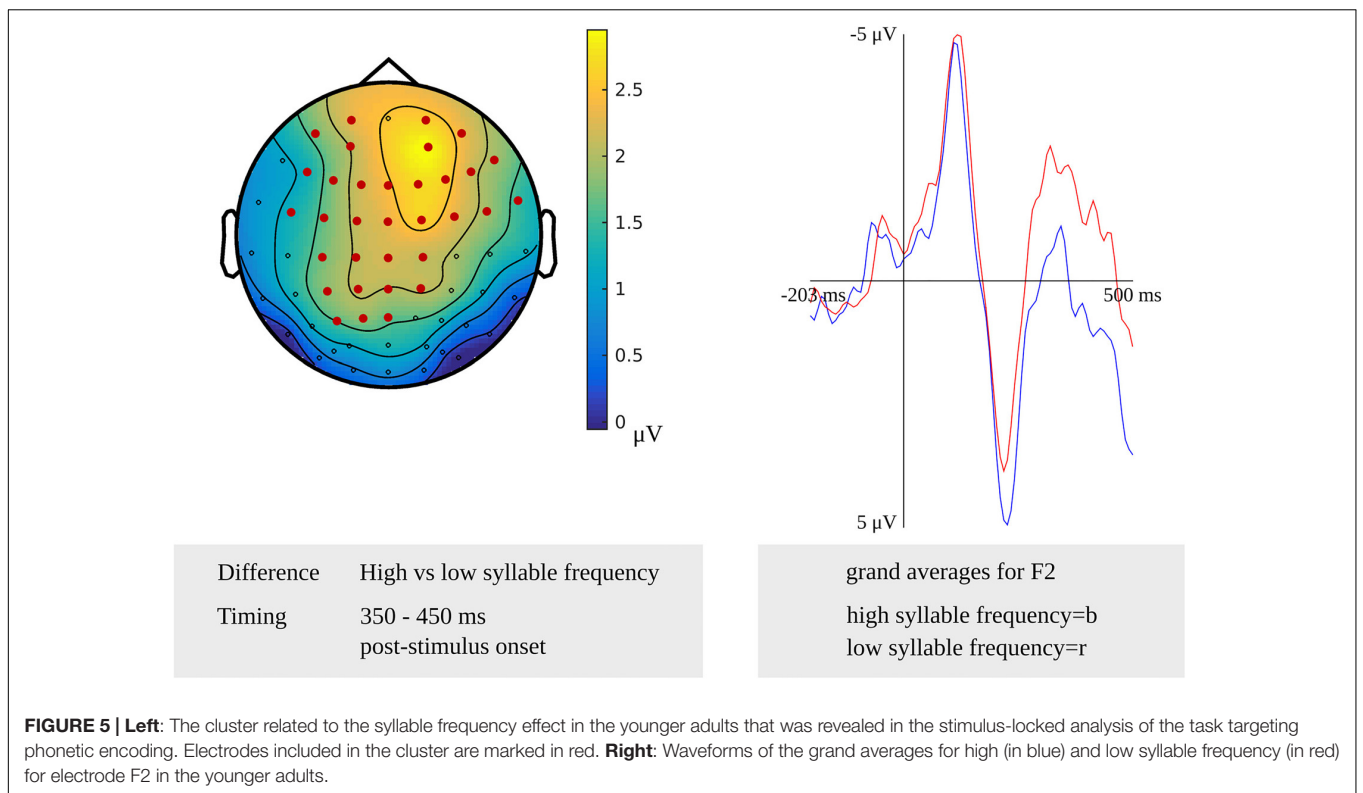 2.5
2
1.5
1
0.5
0
μV
-5 μV
-203 ms
500 ms
5 μV
Difference High vs low syllable frequency
Timing 350 - 450 ms
post-stimulus onset
grand averages for F2
high syllable frequency=b
low syllable frequency=r
FIGURE 5 | Left: The cluster related to the syllable frequency effect in the younger adults that was revealed in the stimulus-locked analysis of the task targeting
phonetic encoding. Electrodes included in the cluster are marked in red. Right: Waveforms of the grand averages for high (in blue) and low syllable frequency (in red)
for electrode F2 in the younger adults.